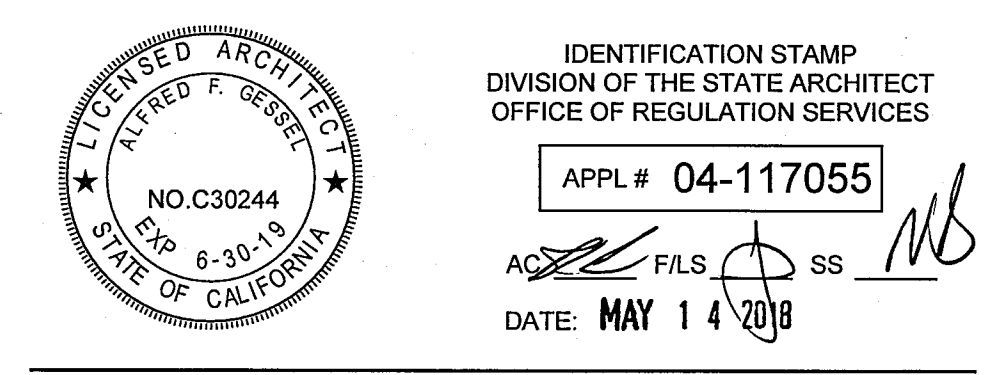 LICENSED ARCHITECT
ALFRED F. GESSEL
NO.C30244
EXP 6-30-19
STATE OF CALIFORNIA
IDENTIFICATION STAMP
DIVISION OF THE STATE ARCHITECT
OFFICE OF REGULATION SERVICES
APPL # 04-117055
AC F/LS SS
DATE: MAY 14 2018